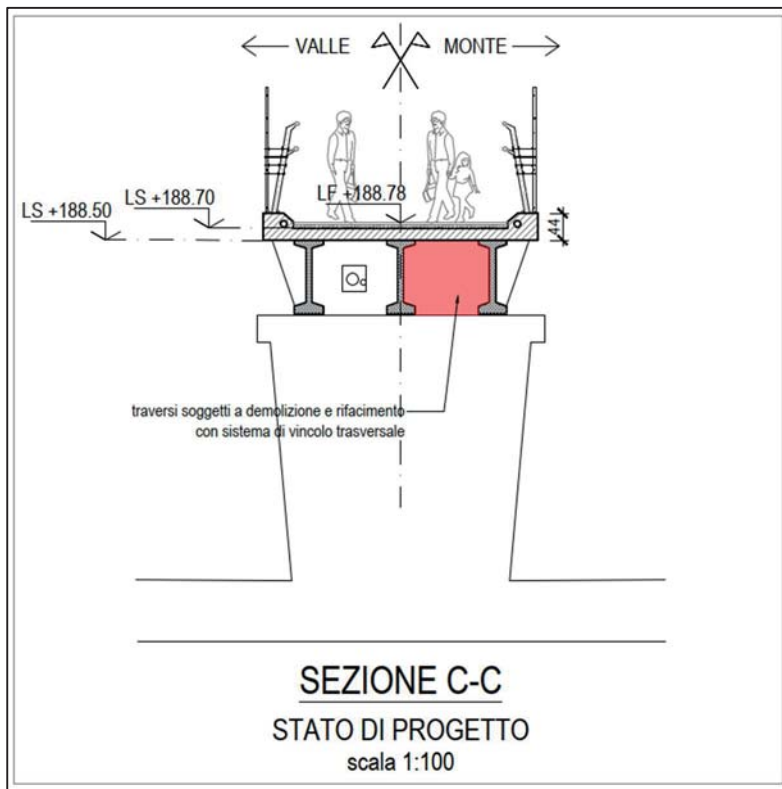 VALLE MONTE
LF +188.78
LS +188.70
LS +188.50
44
traversi soggetti a demolizione e rifacimento
con sistema di vincolo trasversale
SEZIONE C-C
STATO DI PROGETTO
scala 1:100